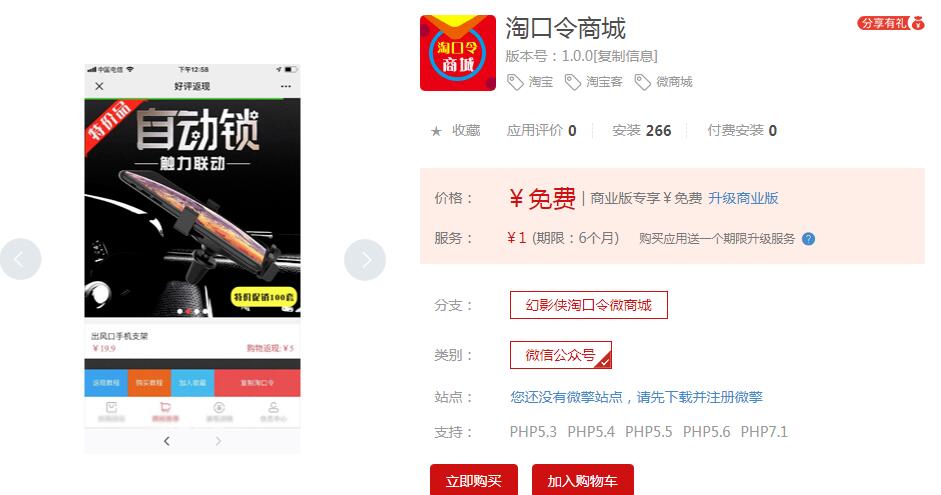 中国电信 下午12:58
好评返现
特价品
自动锁
触力联动
特价促销100套
出风口手机支架
￥19.9 购物返现:￥5
返现教程 购买教程 加入收藏 复制淘口令
淘口令
商城
淘口令商城
分享有礼
版本号：1.0.0[复制信息]
淘宝 淘宝客 微商城
收藏 应用评价 0 安装 266 付费安装 0
价格： ￥免费 | 商业版专享￥免费 升级商业版
服务： ￥1 (期限：6个月) 购买应用送一个期限升级服务 ?
分支： 幻影侠淘口令微商城
类别： 微信公众号
站点： 您还没有微擎站点，请先下载并注册微擎
支持： PHP5.3 PHP5.4 PHP5.5 PHP5.6 PHP7.1
立即购买 加入购物车